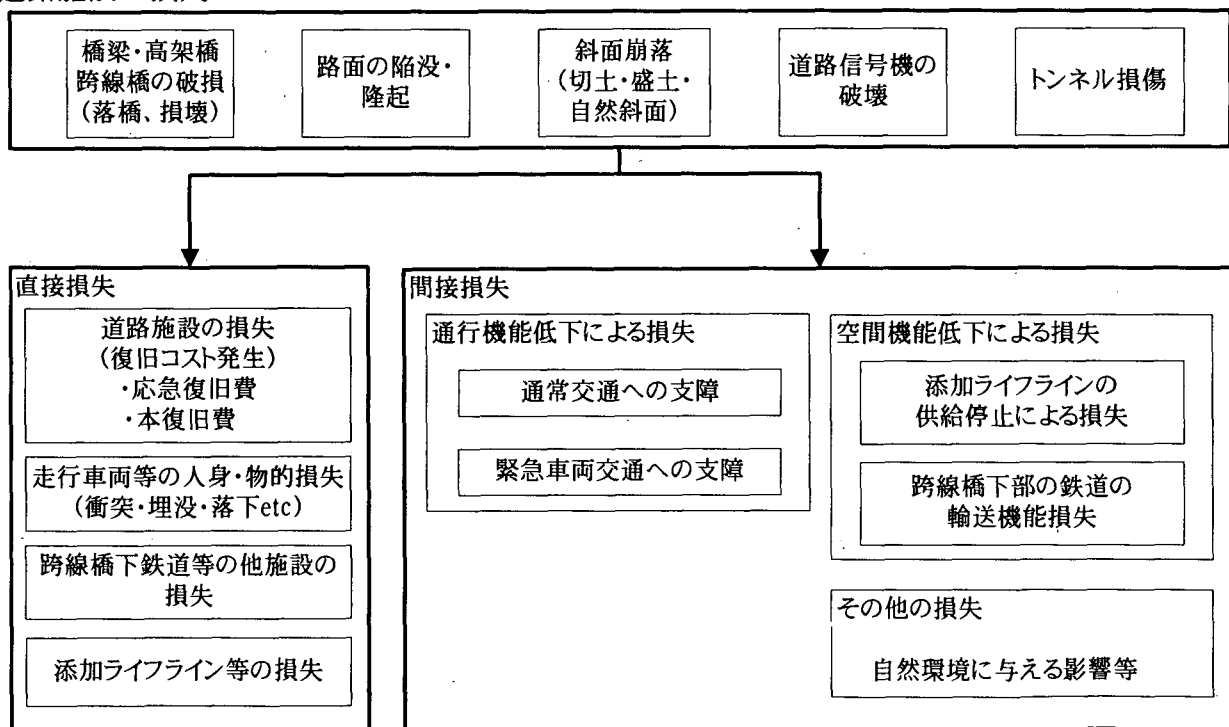 橋梁・高架橋
跨線橋の破損
(落橋、損壊)
路面の陥没・
隆起
斜面崩落
(切土・盛土・
自然斜面)
道路信号機の
破壊
トンネル損傷
直接損失
道路施設の損失
(復旧コスト発生)
・応急復旧費
・本復旧費
走行車両等の人身・物的損失
(衝突・埋没・落下etc)
跨線橋下鉄道等の他施設の
損失
添加ライフライン等の損失
間接損失
通行機能低下による損失
通常交通への支障
緊急車両交通への支障
空間機能低下による損失
添加ライフラインの
供給停止による損失
跨線橋下部の鉄道の
輸送機能損失
その他の損失
自然環境に与える影響等